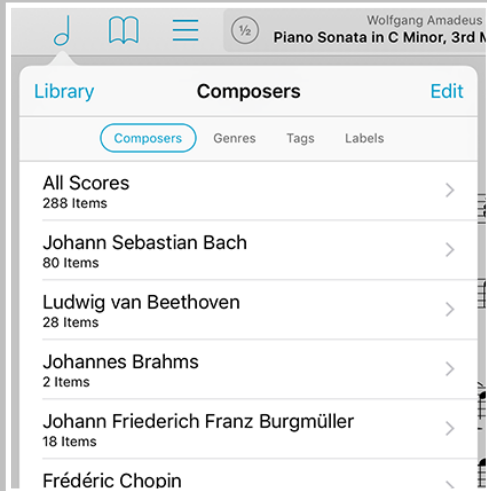 ½
Wolfgang Amadeus
Piano Sonata in C Minor, 3rd
Library
Composers
Edit
Composers
Genres
Tags
Labels
All Scores
288 Items
Johann Sebastian Bach
80 Items
Ludwig van Beethoven
28 Items
Johannes Brahms
2 Items
Johann Friederich Franz Burgmüller
18 Items
Frédéric Chopin